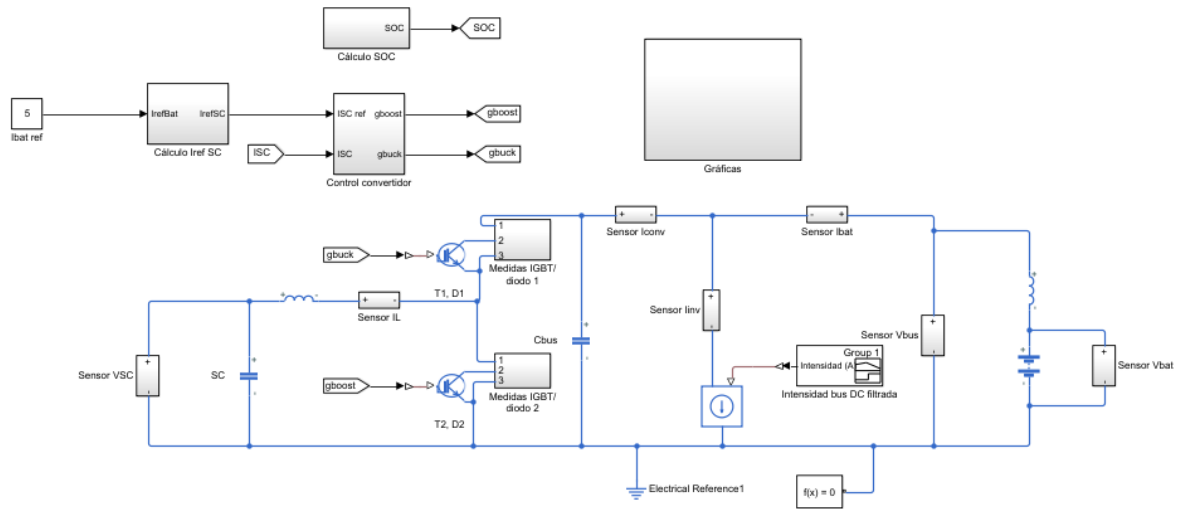 SOC
SOC
Cálculo SOC
5
Ibat ref
IrefBat
IrefSC
Cálculo Iref SC
ISC
ISC ref
gboost
ISC
gbuck
Control convertidor
gboost
gbuck
Gráficas
+
-
Sensor Iconv
-
+
Sensor Ibat
gbuck
1
2
3
Medidas IGBT/
diodo 1
T1, D1
+
-
+
-
Sensor IL
+
-
Sensor VSC
+
SC
-
gboost
1
2
3
Medidas IGBT/
diodo 2
T2, D2
+
Cbus
-
+
-
Sensor Iinv
Group 1
Intensidad (A
Intensidad bus DC filtrada
+
-
Sensor Vbus
+
-
+
-
+
-
Sensor Vbat
Electrical Reference1
f(x) = 0